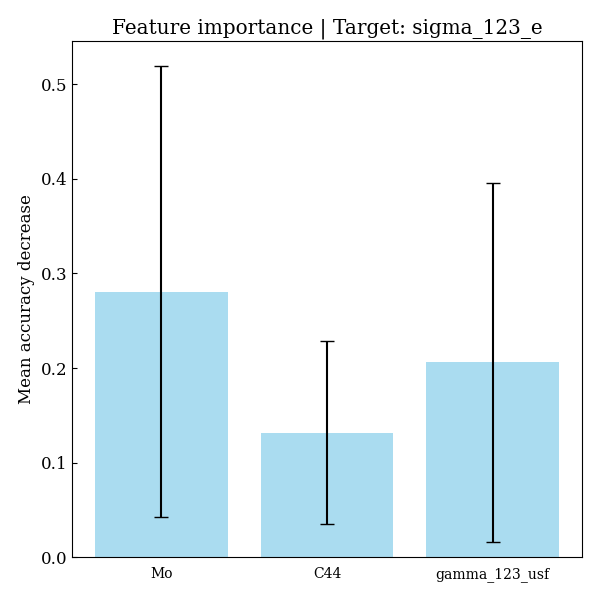 Feature importance | Target: sigma_123_e
Mean accuracy decrease
0.5
0.4
0.3
0.2
0.1
0.0
Mo
C44
gamma_123_usf